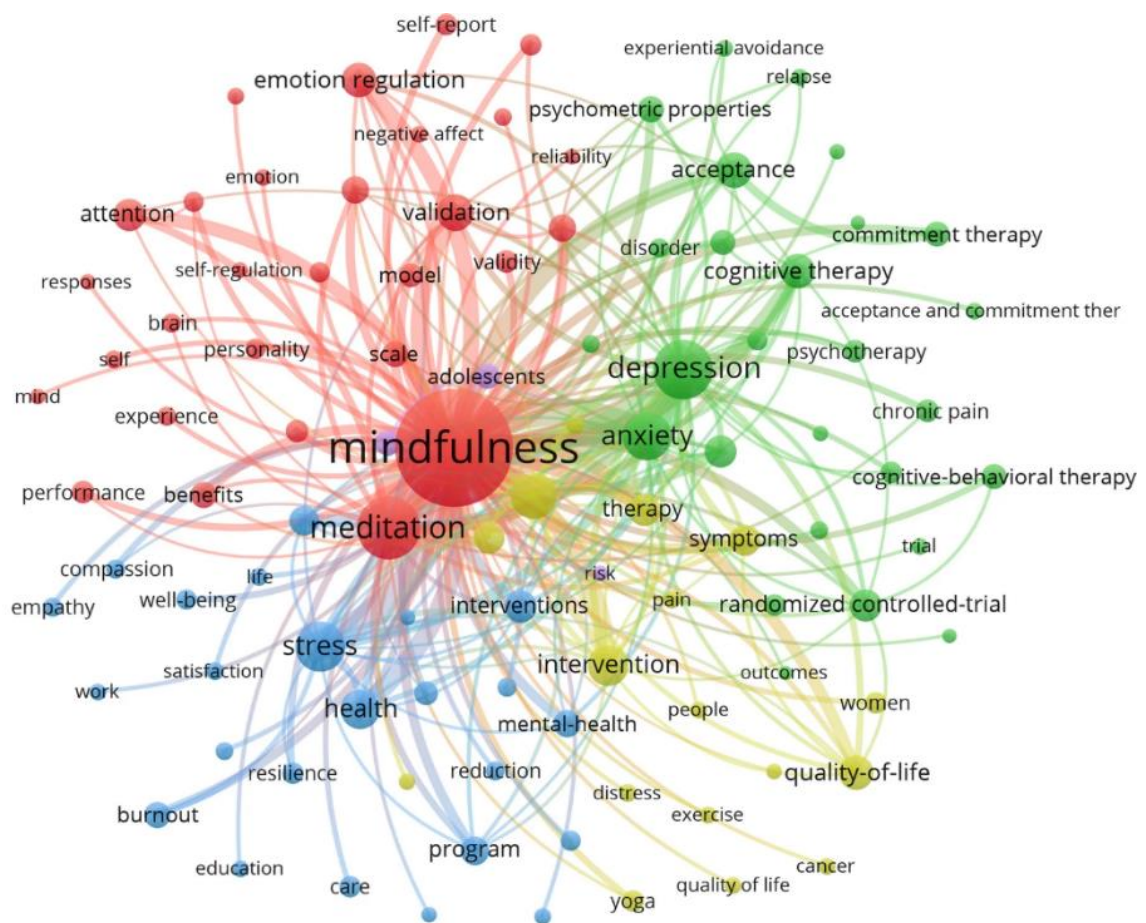 self-report
experiential avoidance
emotion regulation
relapse
psychometric properties
negative affect
reliability
acceptance
emotion
attention
validation
commitment therapy
disorder
validity
cognitive therapy
self-regulation
model
responses
acceptance and commitment ther
brain
personality
scale
psychotherapy
self
depression
adolescents
mind
experience
chronic pain
mindfulness
anxiety
cognitive-behavioral therapy
performance
benefits
therapy
meditation
symptoms
trial
compassion
life
risk
empathy
well-being
interventions
pain
randomized controlled-trial
stress
satisfaction
intervention
outcomes
work
women
health
people
mental-health
resilience
reduction
quality-of-life
distress
burnout
exercise
program
education
cancer
care
quality of life
yoga